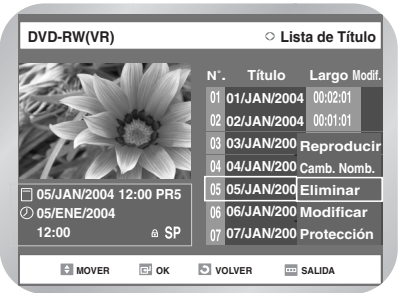 DVD-RW(VR) Lista de Título
N°. Título Largo Modif.
01 01/JAN/2004 00:02:01
02 02/JAN/2004 00:01:01
03 03/JAN/200 Reproducir
04 04/JAN/200 Camb. Nomb.
05 05/JAN/200 Eliminar
06 06/JAN/200 Modificar
07 07/JAN/200 Protección
05/JAN/2004 12:00 PR5
05/ENE/2004
12:00 SP
MOVER OK VOLVER SALIDA